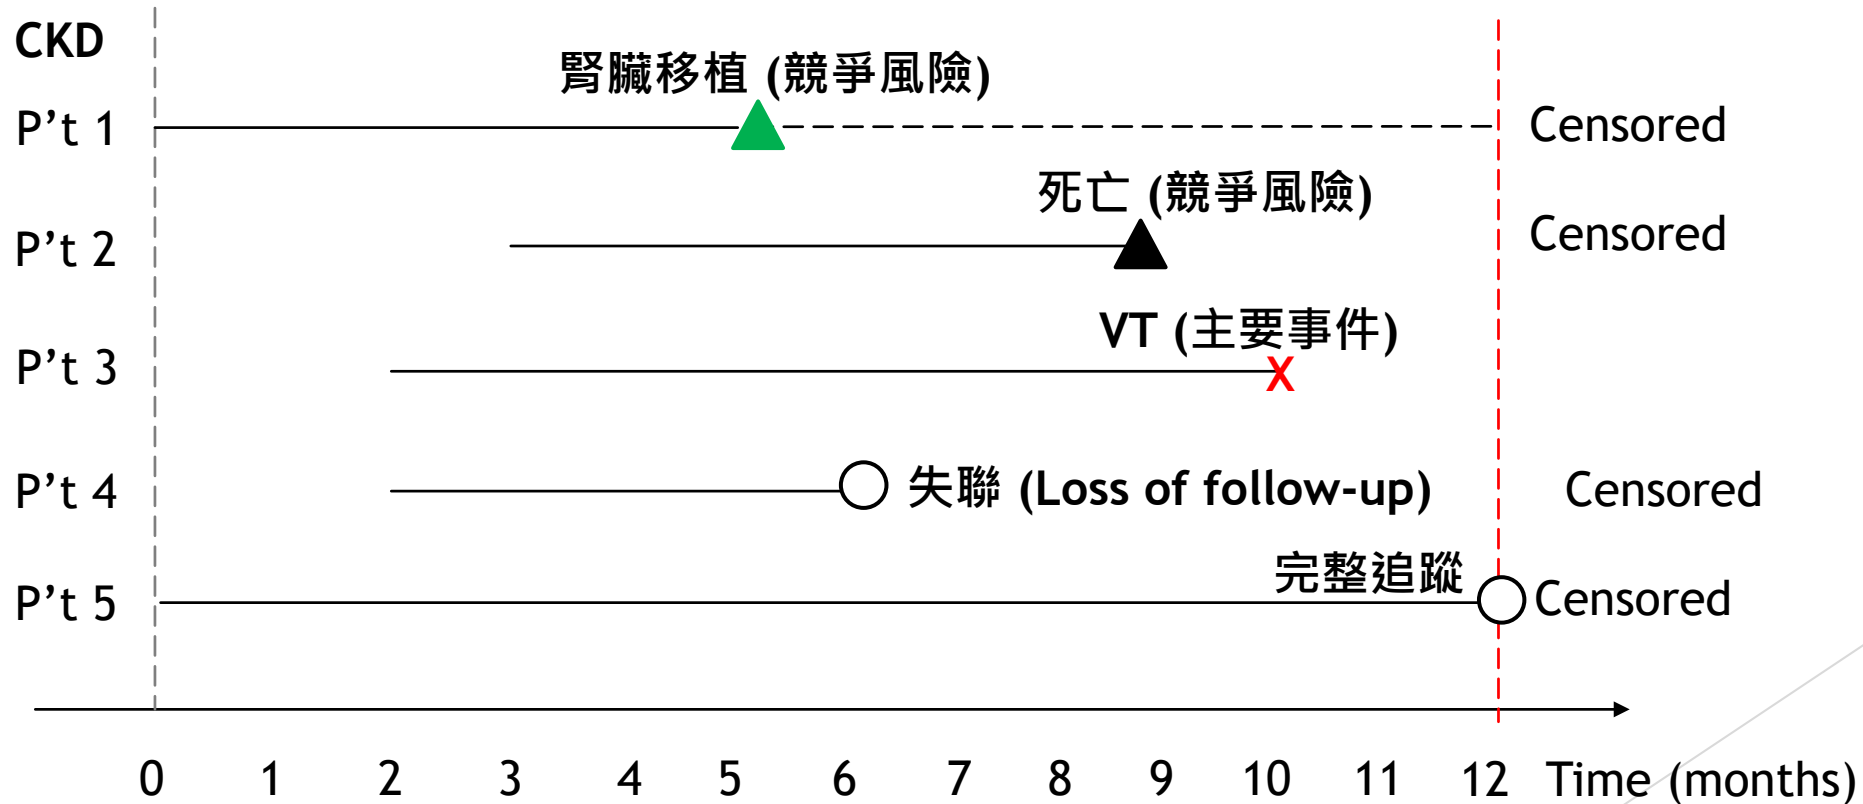 CKD
腎臟移植 (競爭風險)
P't 1
Censored
死亡 (競爭風險)
P't 2
Censored
VT (主要事件)
P't 3
X
P't 4
失聯 (Loss of follow-up)
Censored
完整追蹤
P't 5
Censored
0 1 2 3 4 5 6 7 8 9 10 11 12 Time (months)